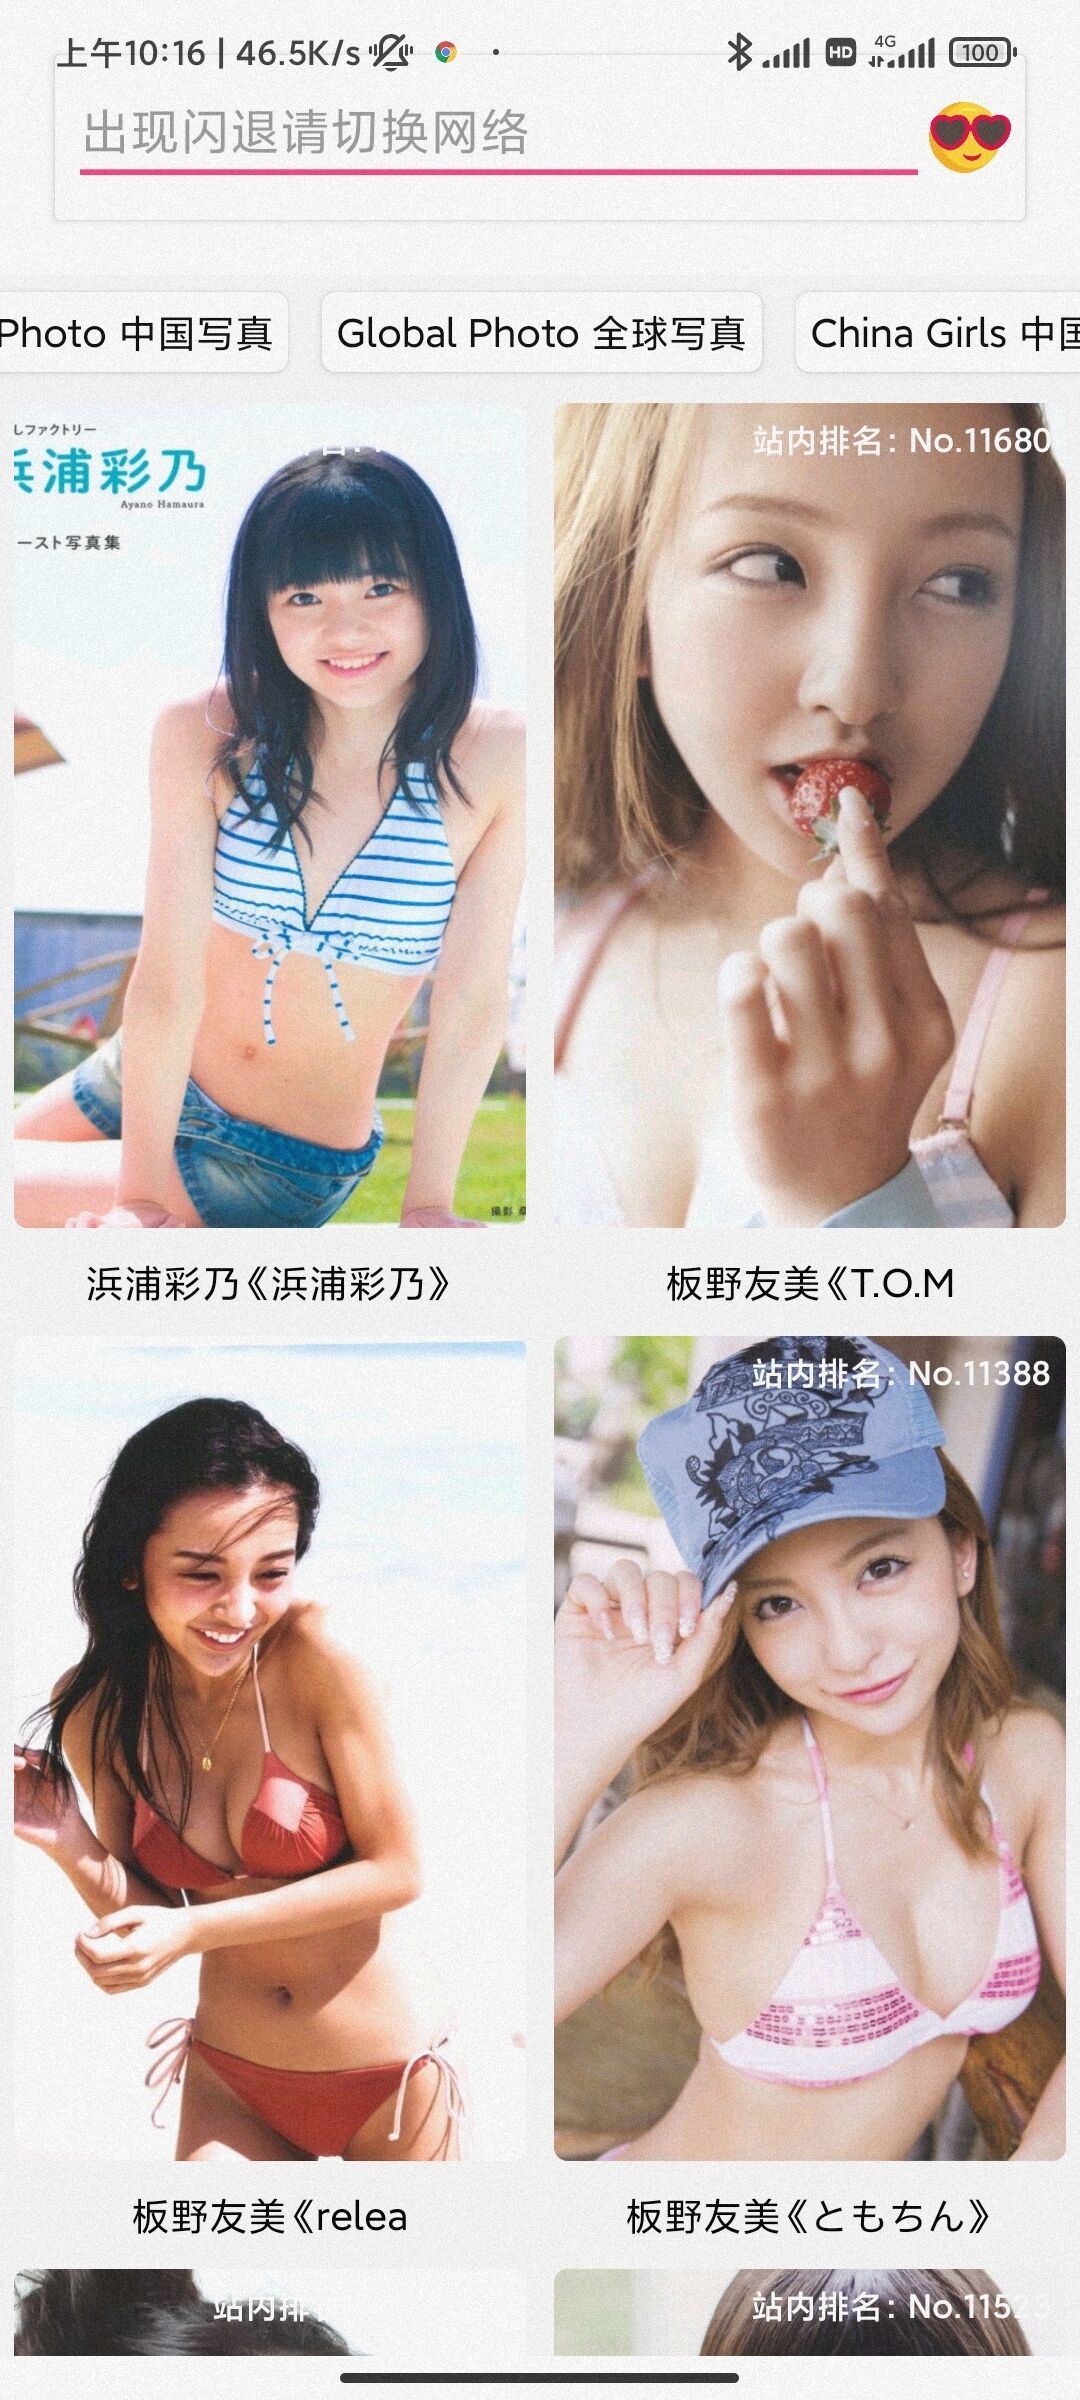 上午10:16 | 46.5K/s
HD
4G
100
出现闪退请切换网络
Photo 中国写真
Global Photo 全球写真
China Girls 中国
しファクトリー
浜浦彩乃
Ayano Hamaura
ースト写真集
撮影
浜浦彩乃《浜浦彩乃》
站内排名: No.11680
板野友美《T.O.M
板野友美《relea
站内排名: No.11388
板野友美《ともちん》
站内排
站内排名: No.1152